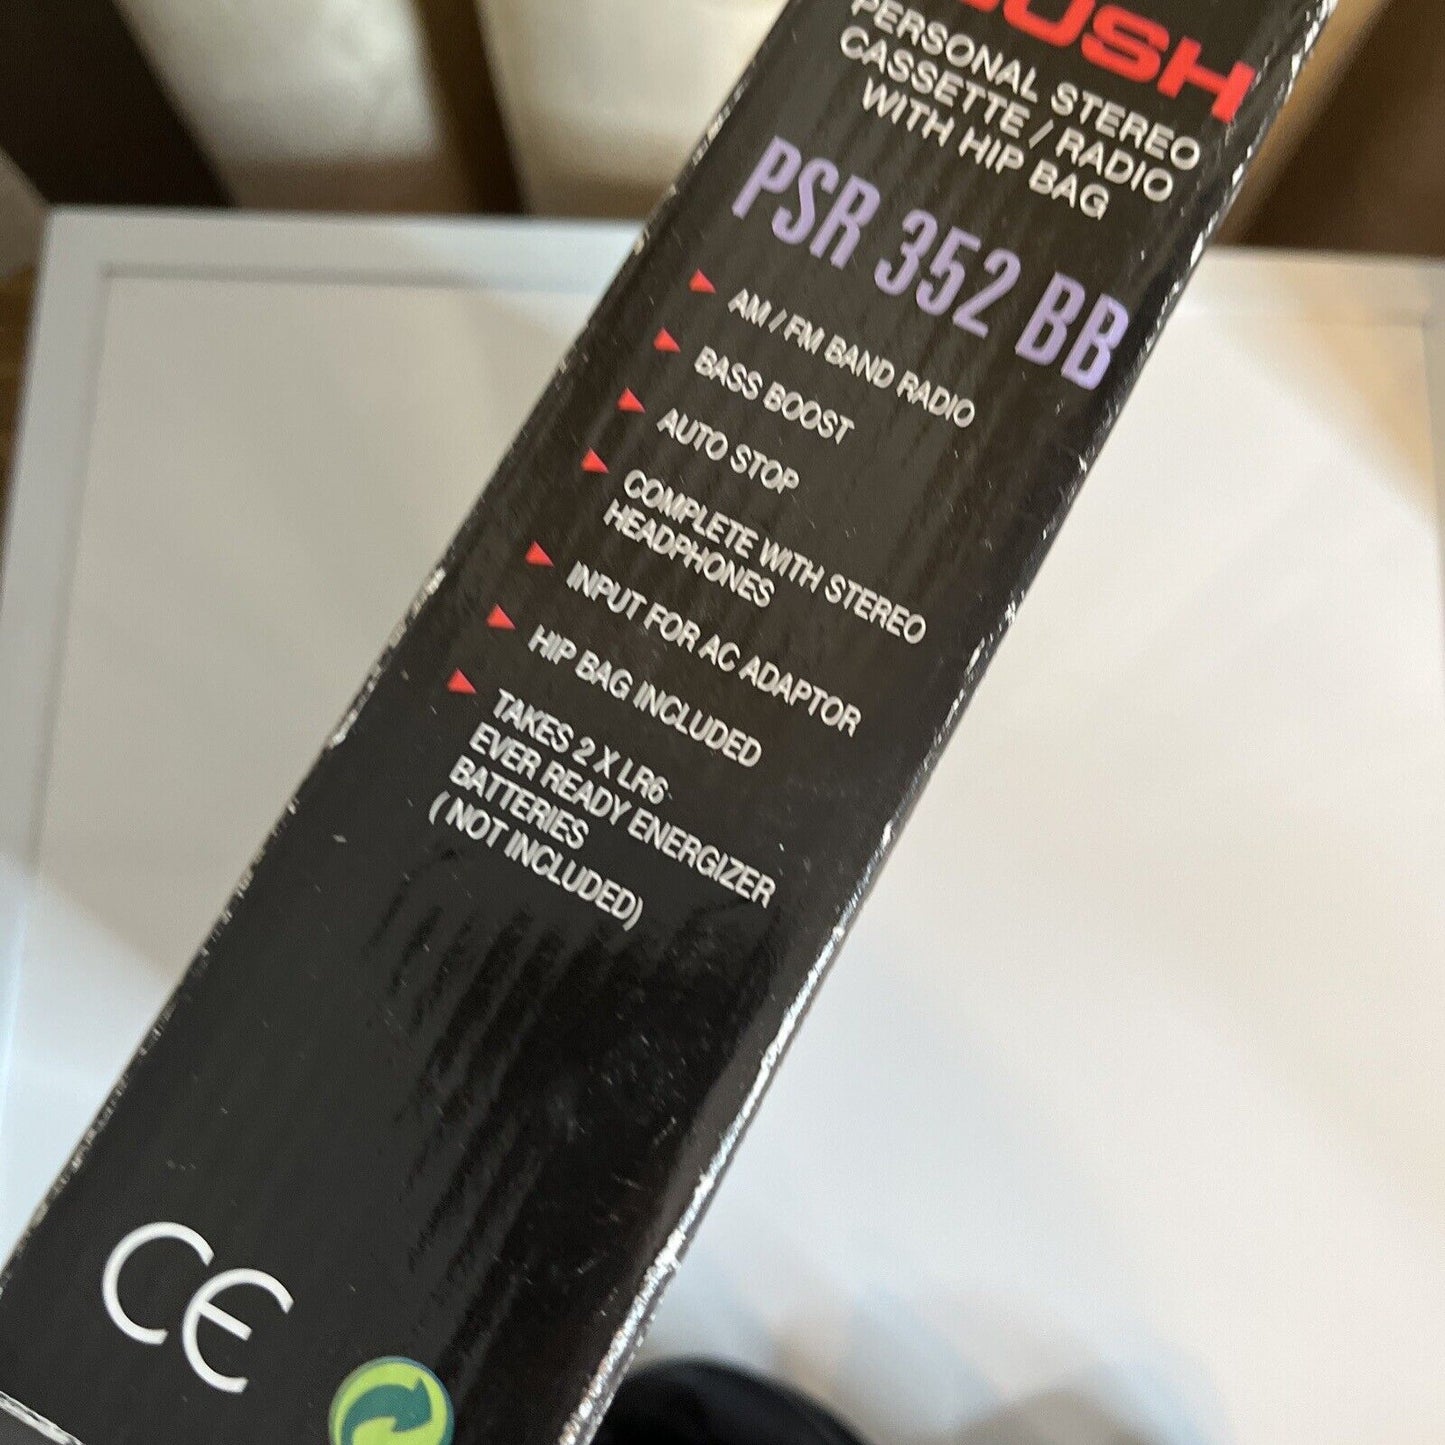 BUSH
PERSONAL STEREO
CASSETTE / RADIO
WITH HIP BAG
PSR 352 BB
AM / FM BAND RADIO
BASS BOOST
AUTO STOP
COMPLETE WITH STEREO
HEADPHONES
INPUT FOR AC ADAPTOR
HIP BAG INCLUDED
TAKES 2 X LR6
EVER READY ENERGIZER
BATTERIES
( NOT INCLUDED)
CE